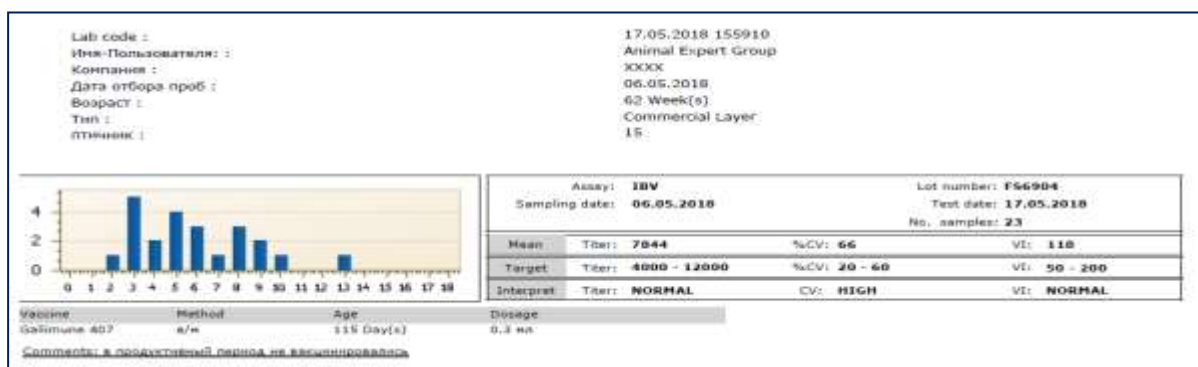 Lab code : 17.05.2018 155910
Имя-Пользователя: : Animal Expert Group
Компания : XXXX
Дата отбора проб : 06.05.2018
Возраст : 62 Week(s)
Тип : Commercial Layer
птичник : 15
Assay: IBV Lot number: FS6904
Sampling date: 06.05.2018 Test date: 17.05.2018
No. samples: 23
Mean Titer: 7844 %CV: 66 VI: 118
Target Titer: 4000 - 12000 %CV: 20 - 60 VI: 50 - 200
Interpret Titer: NORMAL CV: HIGH VI: NORMAL
4
2
0
0 1 2 3 4 5 6 7 8 9 10 11 12 13 14 15 16 17 18
Vaccine Method Age Dosage
Gallimune 407 в/м 115 Day(s) 0.3 мл
Comments: в продуктивный период не вакцинировались